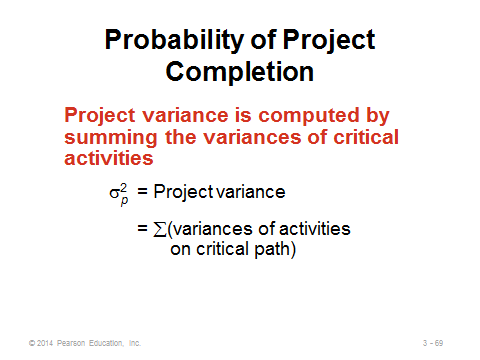 Probability of Project
Completion
Project variance is computed by
summing the variances of critical
activities
σ²ₚ = Project variance
= Σ(variances of activities
on critical path)
© 2014 Pearson Education, Inc.
3 - 69